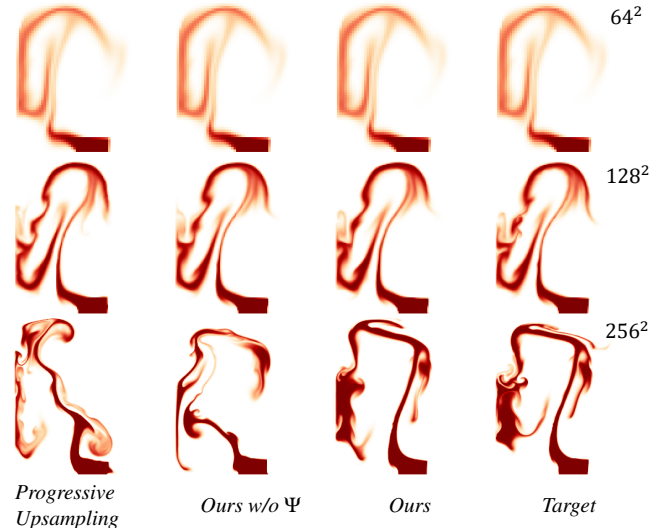 64²
128²
256²
Progressive
Upsampling
Ours w/o Ψ
Ours
Target